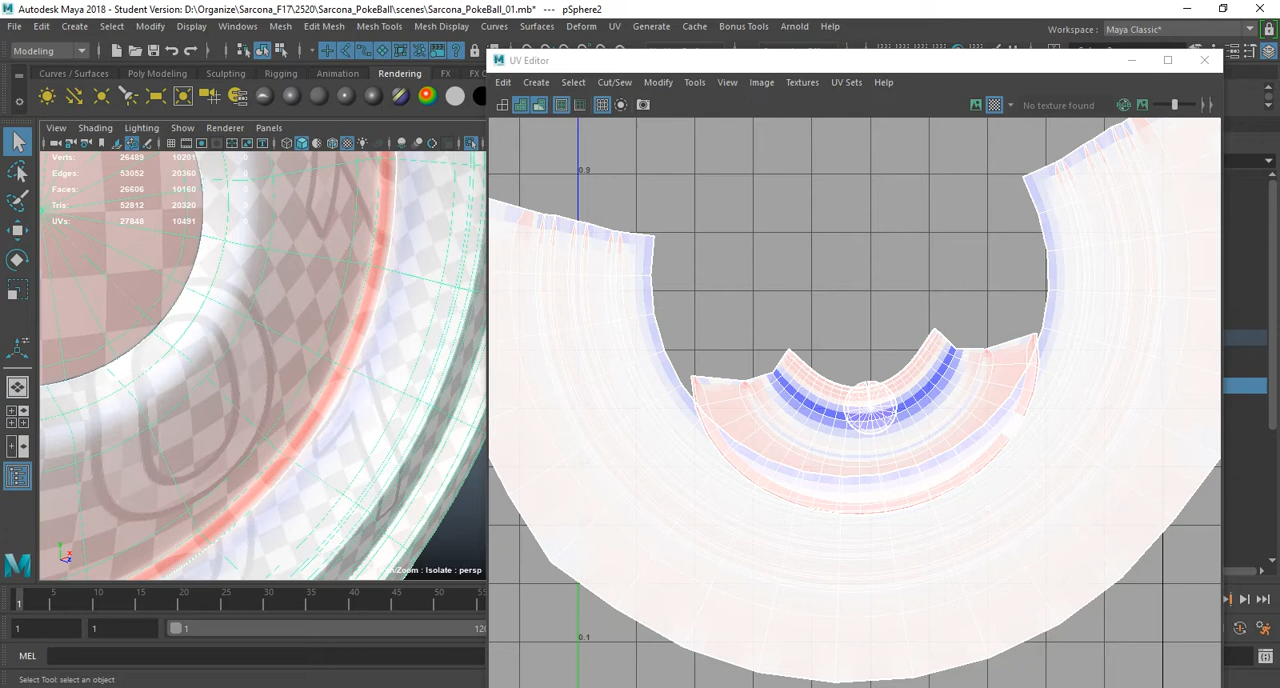 Autodesk Maya 2018 - Student Version: D:\Organize\Sarcona_F17\2520\Sarcona_PokeBall\scenes\Sarcona_PokeBall_01.mb* --- pSphere2
File Edit Create Select Modify Display Windows Mesh Edit Mesh Mesh Tools Mesh Display Curves Surfaces Deform UV Generate Cache Arnold Help
Workspace : Maya Classic*
Modeling
Curves / Surfaces Poly Modeling Sculpting Rigging Animation Rendering FX
UV Editor
Edit Create Select Cut/Sew Modify Tools View Image Textures UV Sets Help
No texture found
View Shading Lighting Show Renderer Panels
Verts: 26489 10201 0
Edges: 53052 20360 0
Faces: 26606 10160 0
Tris: 52812 20320 0
UVs: 27848 10491 0
0.9
0.1
Isolate : persp
5 10 15 20 25 30 35 40 45 50 55
1
1 1 1 120
MEL
Select Tool: select an object